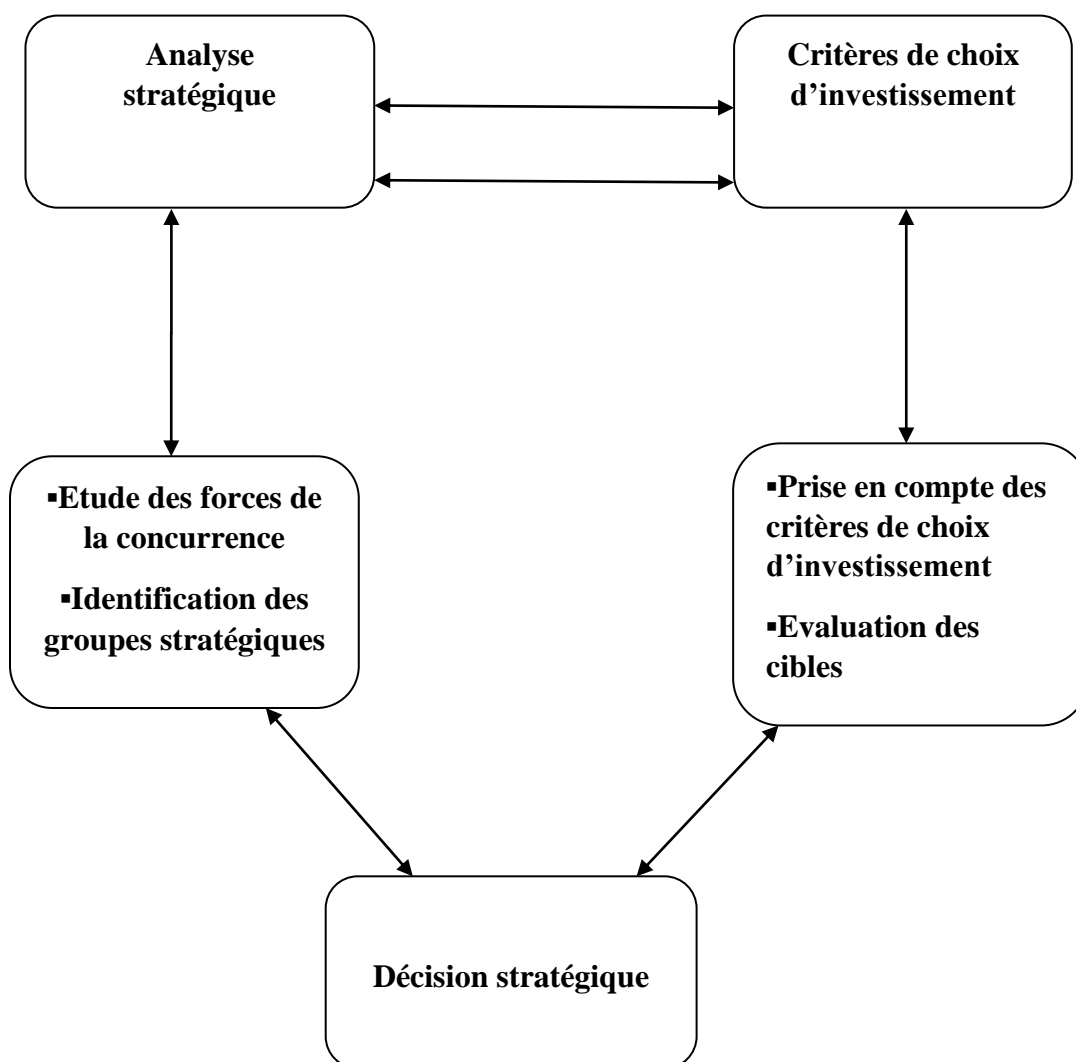 Analyse
stratégique
Critères de choix
d’investissement
▪Etude des forces de
la concurrence
▪Identification des
groupes stratégiques
▪Prise en compte des
critères de choix
d’investissement
▪Evaluation des
cibles
Décision stratégique